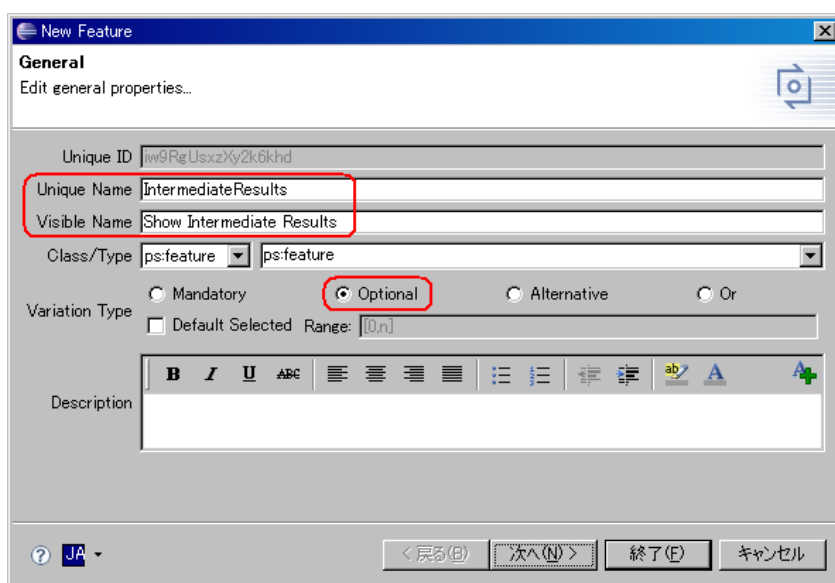 New Feature
General
Edit general properties...
Unique ID iw9RgUsxzXy2k6khd
Unique Name IntermediateResults
Visible Name Show Intermediate Results
Class/Type ps:feature ps:feature
Mandatory Optional Alternative Or
Variation Type
Default Selected Range: [0,n]
B I U ABC
Description
JA
< 戻る(B) 次へ(N) > 終了(F) キャンセル